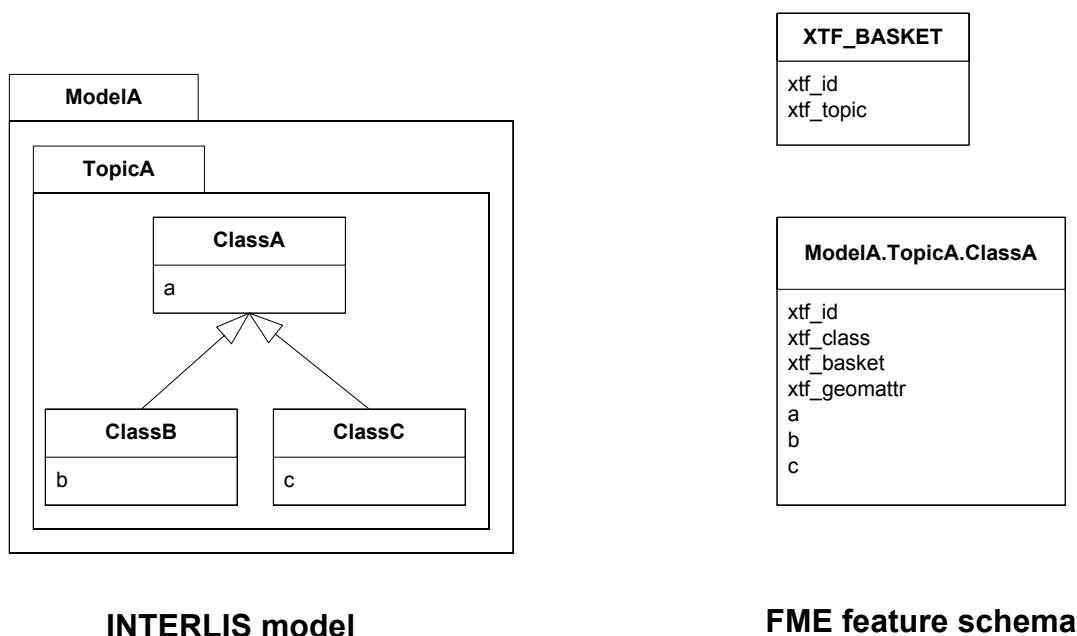 ModelA
TopicA
ClassA
a
ClassB
b
ClassC
c
INTERLIS model
XTF_BASKET
xtf_id
xtf_topic
ModelA.TopicA.ClassA
xtf_id
xtf_class
xtf_basket
xtf_geomattr
a
b
c
FME feature schema